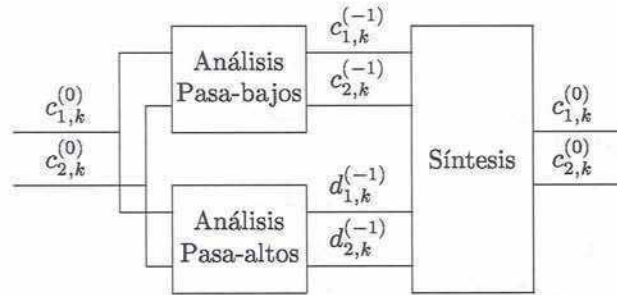 c_{1,k}^{(0)}
c_{2,k}^{(0)}
Análisis
Pasa-bajos
c_{1,k}^{(-1)}
c_{2,k}^{(-1)}
Análisis
Pasa-altos
d_{1,k}^{(-1)}
d_{2,k}^{(-1)}
Síntesis
c_{1,k}^{(0)}
c_{2,k}^{(0)}